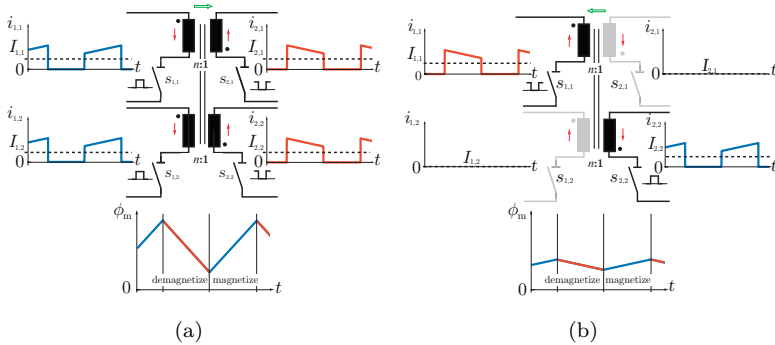 i1,1
I1,1
0
t
n:1
s1,1
s2,1
i2,1
I2,1
0
t
i1,2
I1,2
0
t
n:1
s1,2
s2,2
i2,2
I2,2
0
t
ϕm
demagnetize
magnetize
0
t
(a)
i1,1
I1,1
0
t
n:1
s1,1
s2,1
i2,1
I2,1
0
t
i1,2
I1,2
0
t
n:1
s1,2
s2,2
i2,2
I2,2
0
t
ϕm
demagnetize
magnetize
0
t
(b)